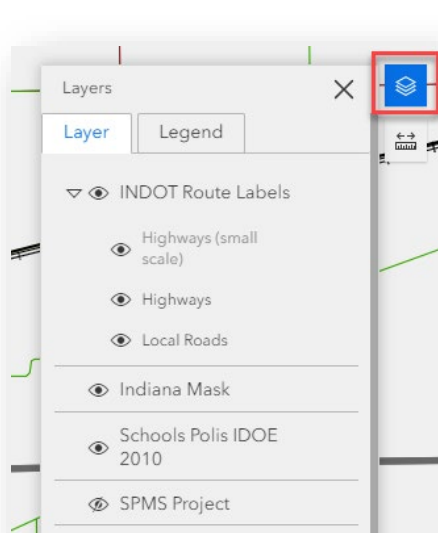 Layers
Layer
Legend
INDOT Route Labels
Highways (small
scale)
Highways
Local Roads
Indiana Mask
Schools Polis IDOE
2010
SPMS Project